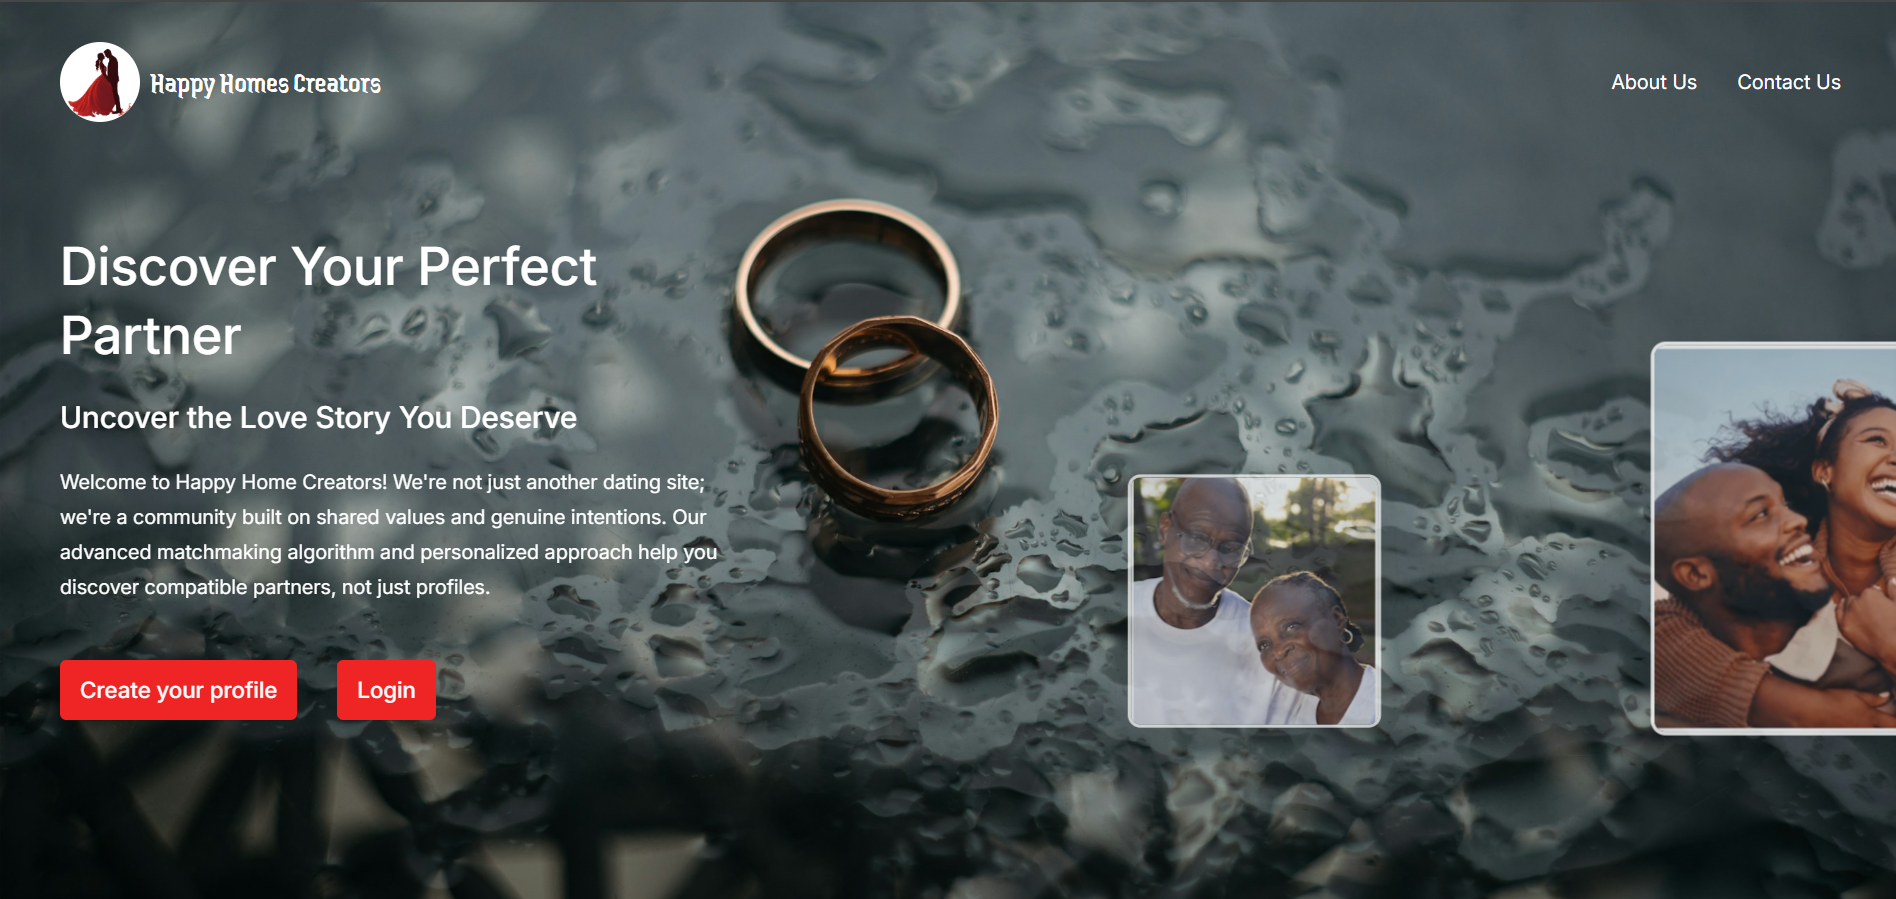 Happy Homes Creators
About Us
Contact Us
Discover Your Perfect
Partner
Uncover the Love Story You Deserve
Welcome to Happy Home Creators! We're not just another dating site;
we're a community built on shared values and genuine intentions. Our
advanced matchmaking algorithm and personalized approach help you
discover compatible partners, not just profiles.
Create your profile
Login